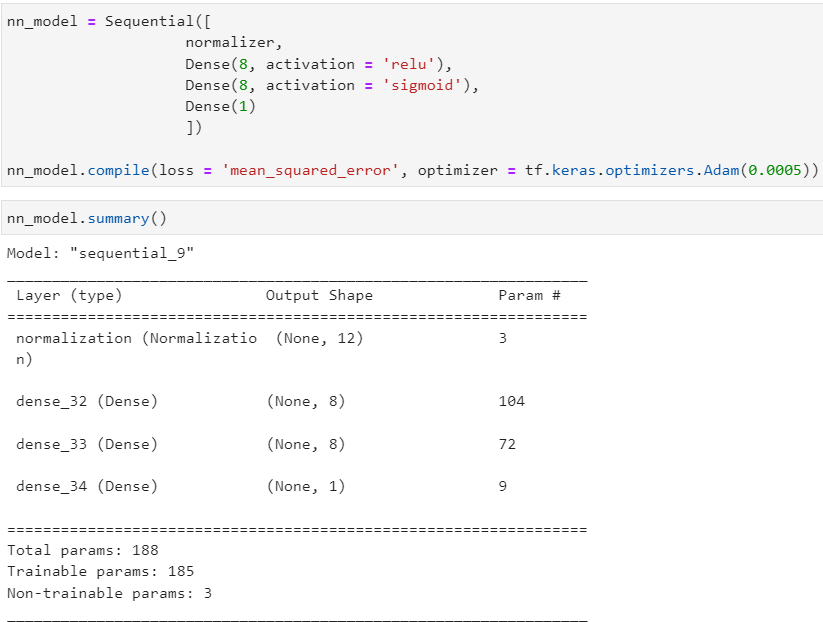 nn_model = Sequential([
normalizer,
Dense(8, activation = 'relu'),
Dense(8, activation = 'sigmoid'),
Dense(1)
])
nn_model.compile(loss = 'mean_squared_error', optimizer = tf.keras.optimizers.Adam(0.0005))
nn_model.summary()
Model: "sequential_9"
_________________________________________________________________
Layer (type) Output Shape Param #
=================================================================
normalization (Normalizatio (None, 12) 3
n)
dense_32 (Dense) (None, 8) 104
dense_33 (Dense) (None, 8) 72
dense_34 (Dense) (None, 1) 9
=================================================================
Total params: 188
Trainable params: 185
Non-trainable params: 3
_________________________________________________________________